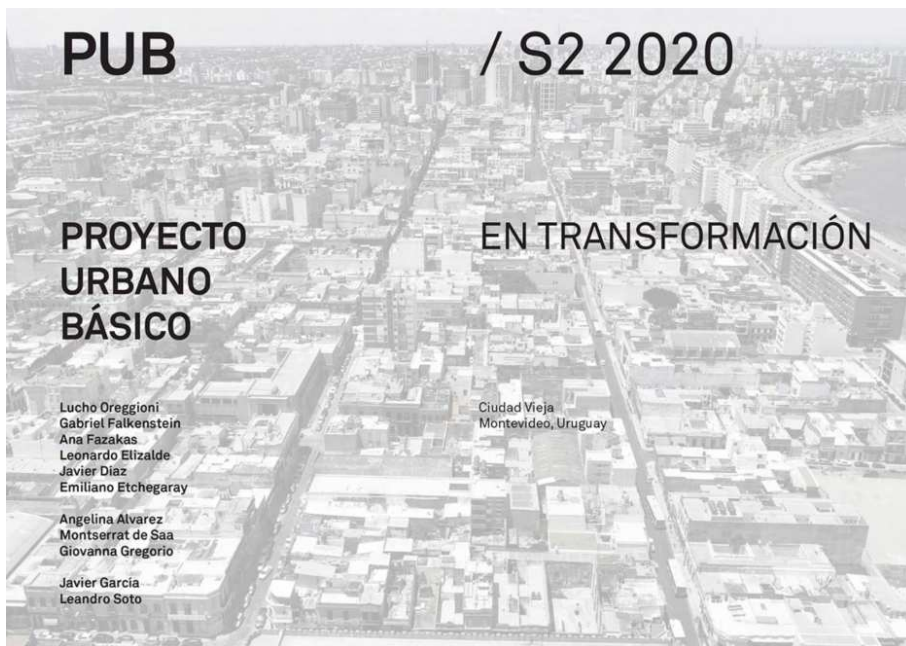 PUB / S2 2020
PROYECTO EN TRANSFORMACIÓN
URBANO
BÁSICO
Lucho Oreggioni
Gabriel Falkenstein
Ana Fazakas
Leonardo Elizalde
Javier Díaz
Emiliano Etchegaray
Angelina Alvarez
Montserrat de Saa
Giovanna Gregorio
Javier García
Leandro Soto
Ciudad Vieja
Montevideo, Uruguay